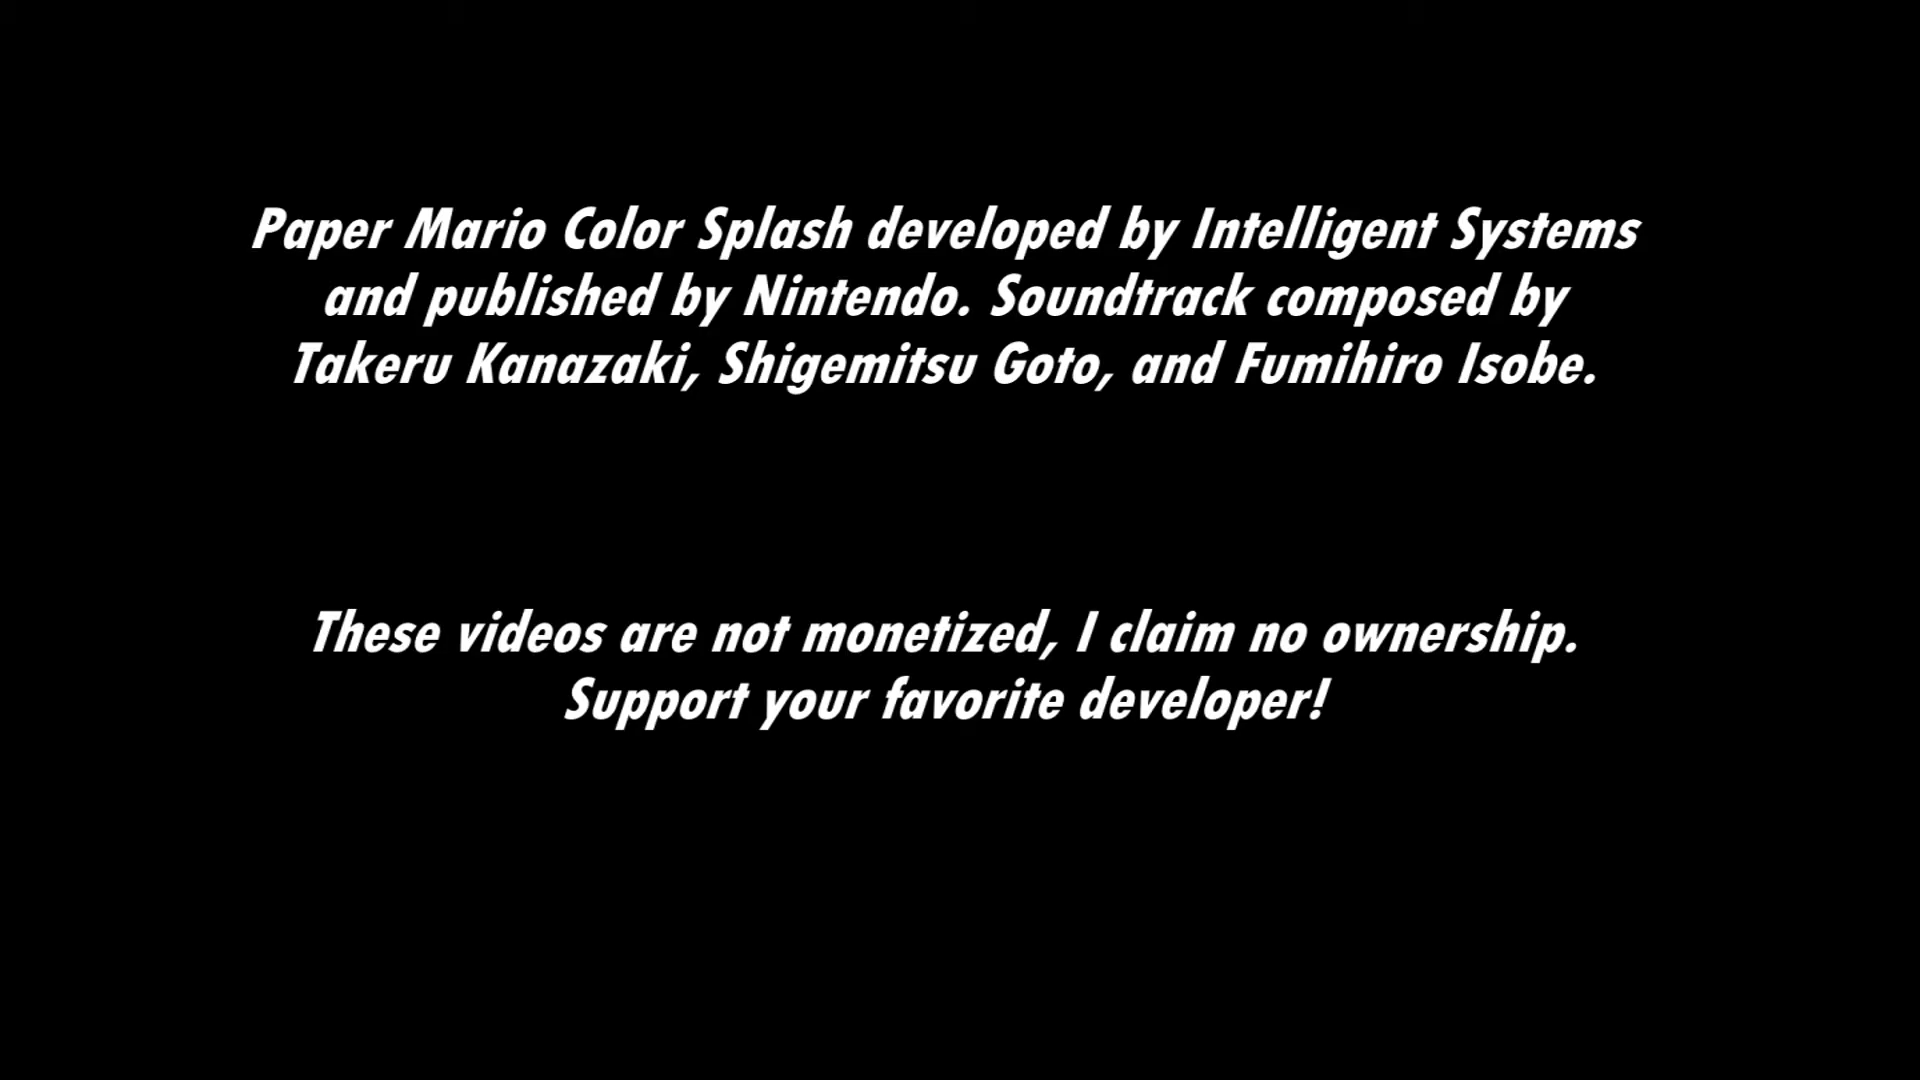 Paper Mario Color Splash developed by Intelligent Systems
and published by Nintendo. Soundtrack composed by
Takeru Kanazaki, Shigemitsu Goto, and Fumihiro Isobe.
These videos are not monetized, I claim no ownership.
Support your favorite developer!